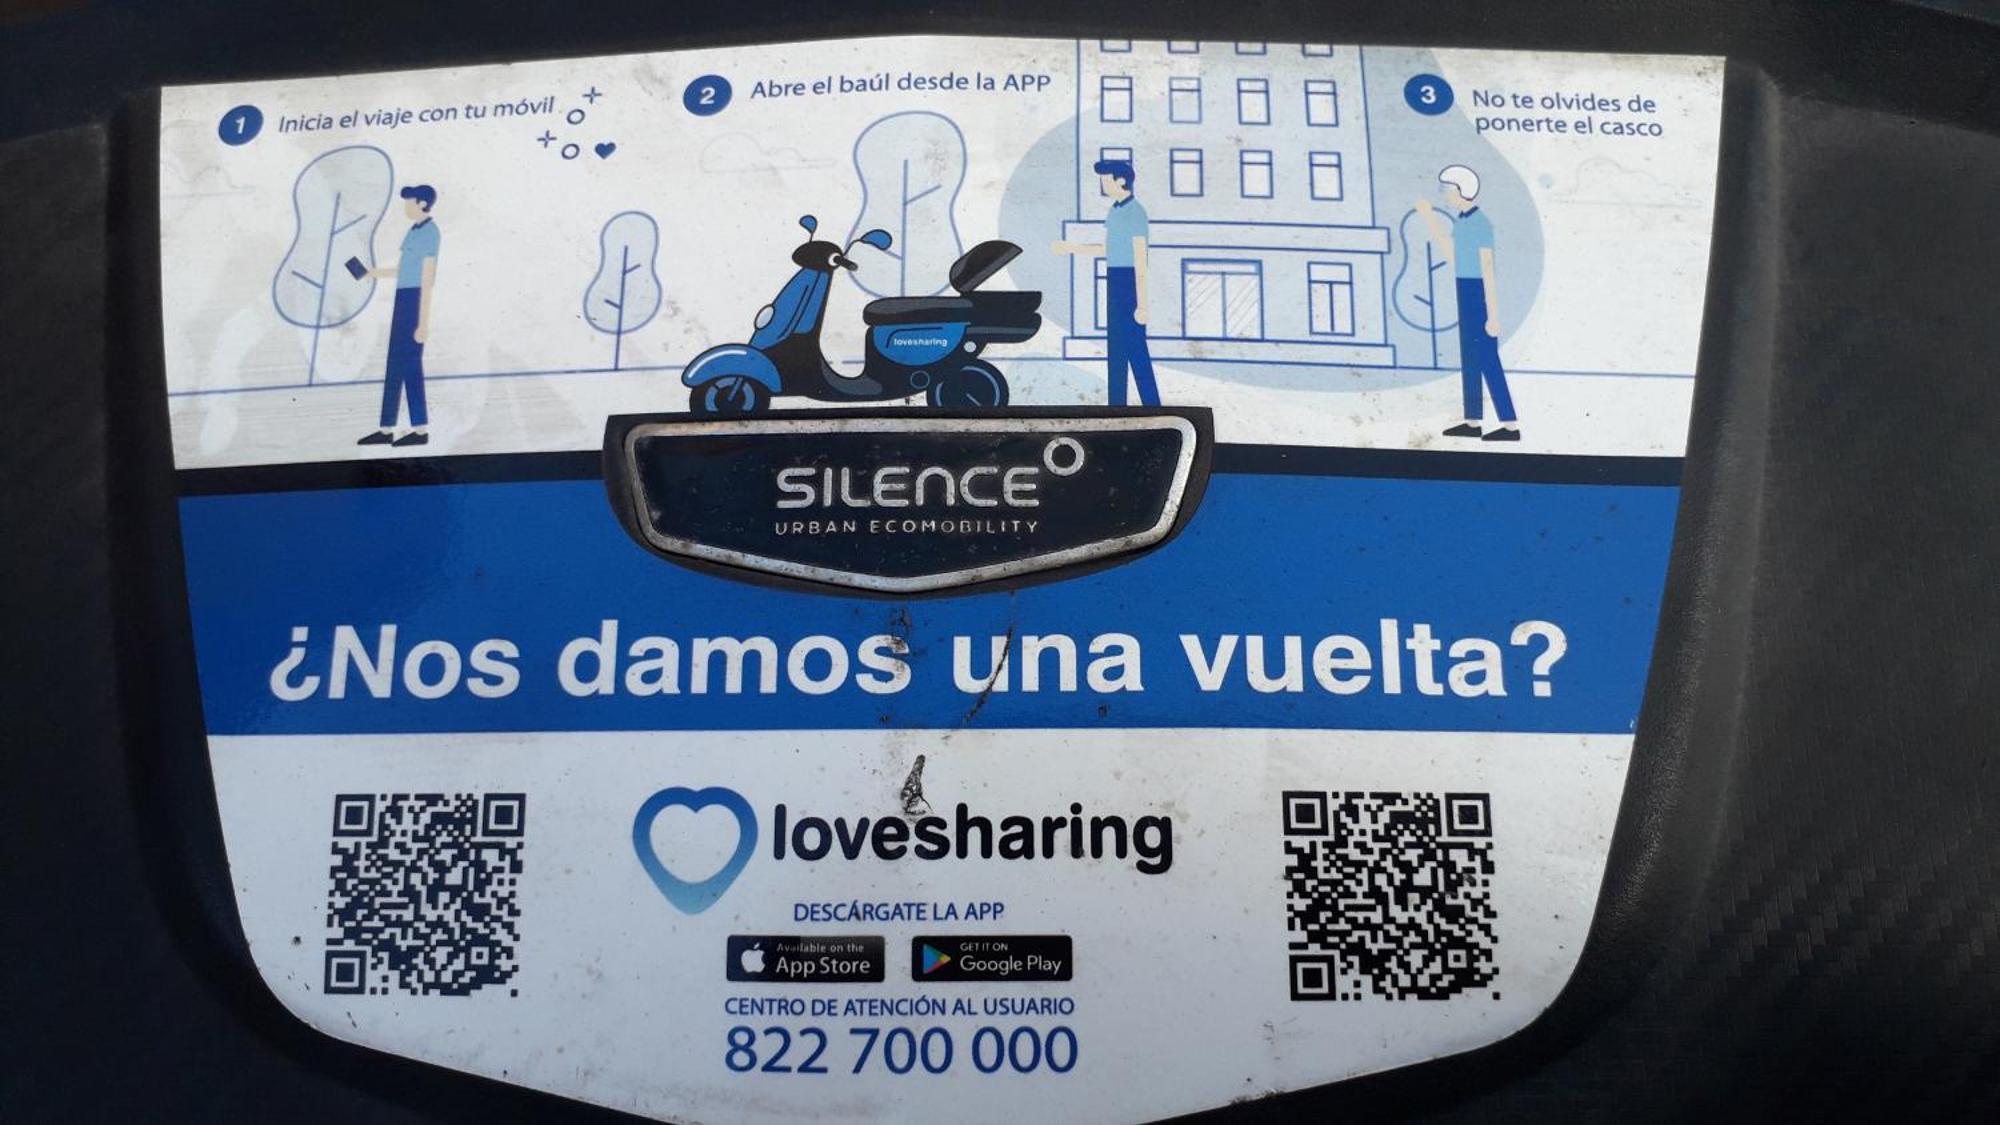 1 Inicia el viaje con tu móvil
2 Abre el baúl desde la APP
3 No te olvides de
ponerte el casco
lovesharing
SILENCE
URBAN ECOMOBILITY
¿Nos damos una vuelta?
lovesharing
DESCÁRGATE LA APP
Available on the
App Store
GET IT ON
Google Play
CENTRO DE ATENCIÓN AL USUARIO
822 700 000